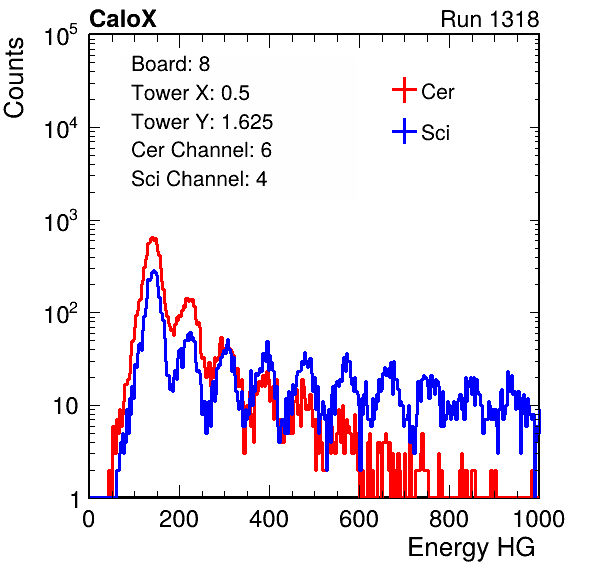 CaloX Run 1318
Counts
10^5
10^4
10^3
10^2
10
1
Board: 8
Tower X: 0.5
Tower Y: 1.625
Cer Channel: 6
Sci Channel: 4
Cer
Sci
0 200 400 600 800 1000
Energy HG